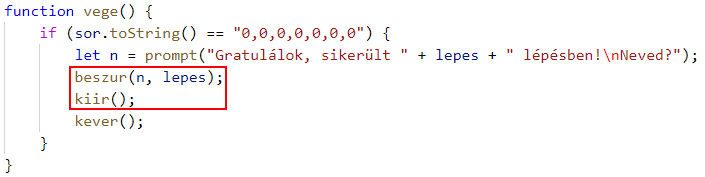 function vege() {
    if (sor.toString() == "0,0,0,0,0,0,0") {
        let n = prompt("Gratulálok, sikerült " + lepes + " lépésben!\nNeved?");
        beszur(n, lepes);
        kiir();
        kever();
    }
}